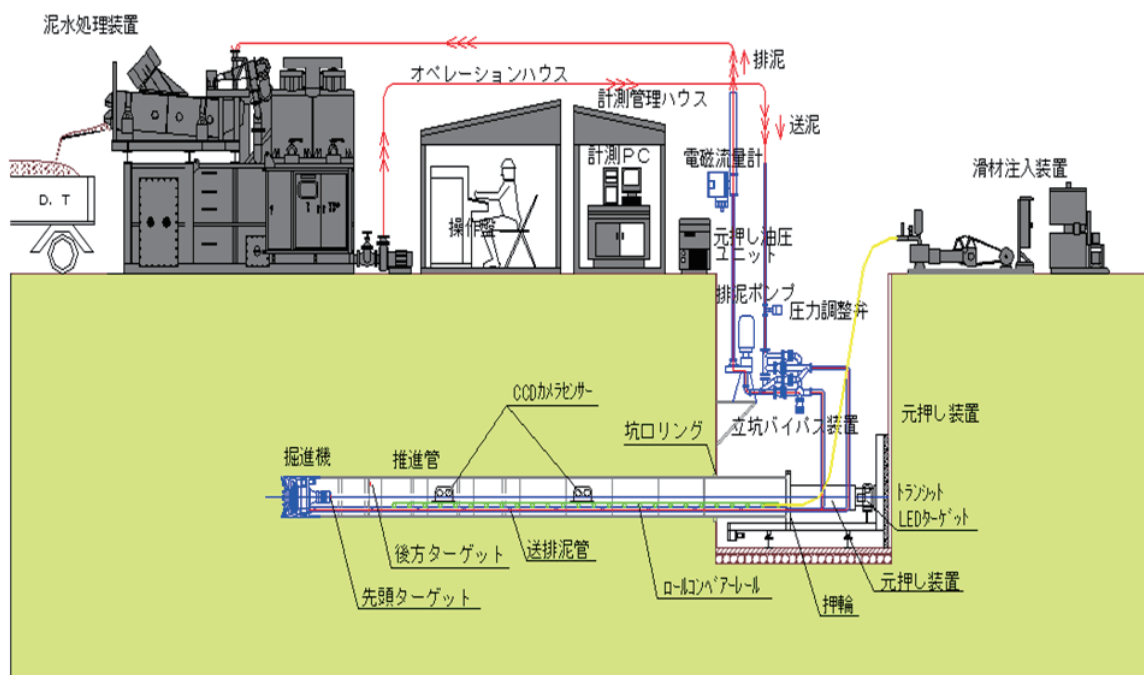 泥水処理装置
排泥
オペレーションハウス
計測管理ハウス
送泥
計測PC
電磁流量計
滑材注入装置
D.T
操作盤
元押し油圧
ユニット
排泥ポンプ
圧力調整弁
CCDカメラセンサー
立坑バイパス装置
元押し装置
坑口リング
掘進機
推進管
トランシット
LEDターゲット
後方ターゲット
送排泥管
ロールコンベアーレール
元押し装置
先頭ターゲット
押輪